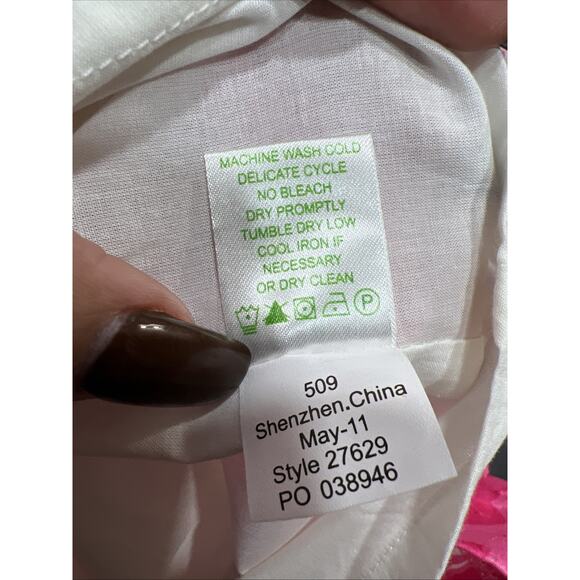 MACHINE WASH COLD
DELICATE CYCLE
NO BLEACH
DRY PROMPTLY
TUMBLE DRY LOW
COOL IRON IF
NECESSARY
OR DRY CLEAN
P
509
Shenzhen.China
May-11
Style 27629
PO 038946